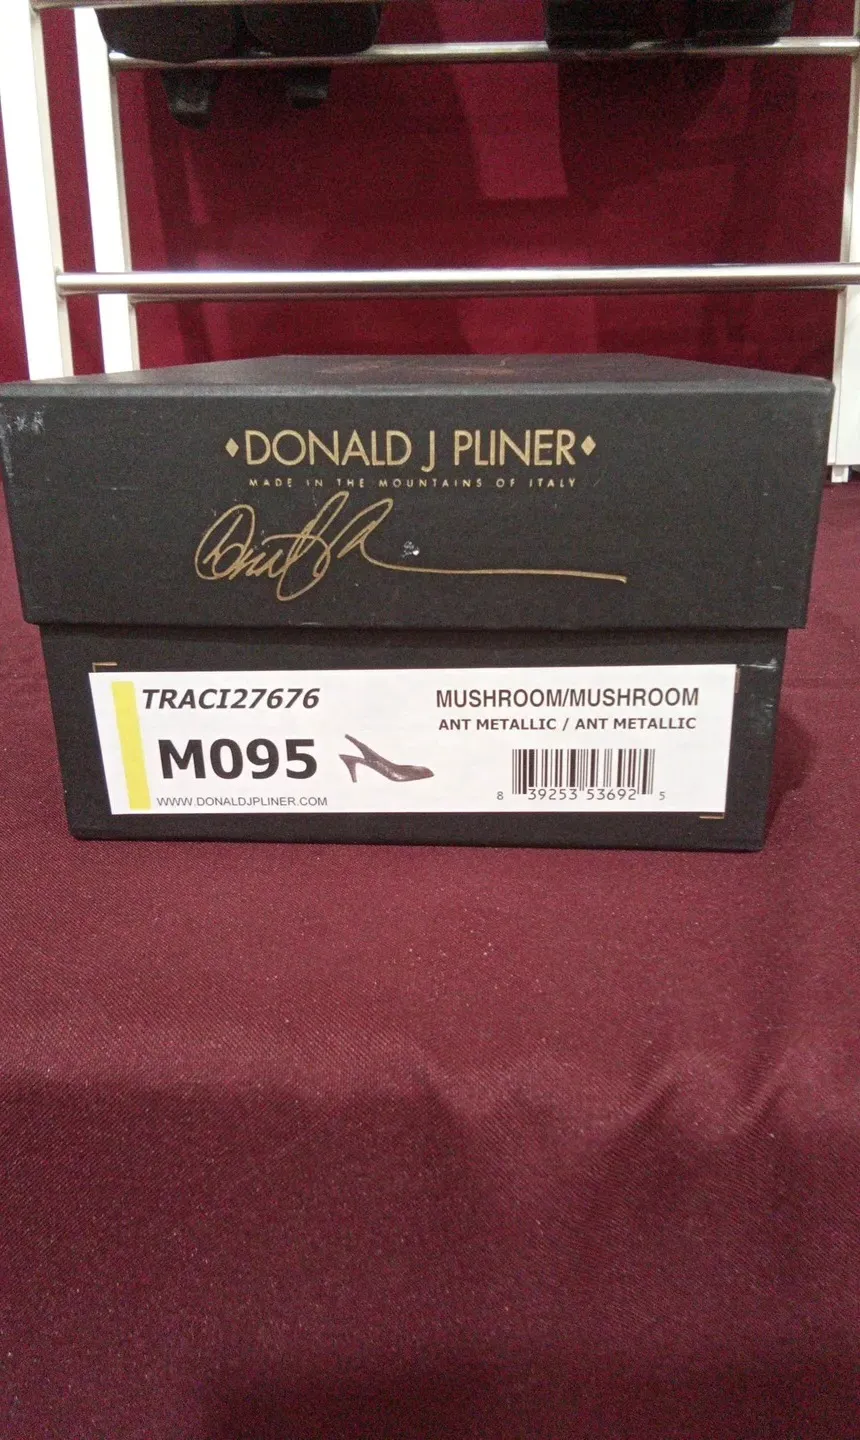 DONALD J PLINER
MADE IN THE MOUNTAINS OF ITALY
TRACI27676
M095
WWW.DONALDJPLINER.COM
MUSHROOM/MUSHROOM
ANT METALLIC / ANT METALLIC
8 39253 53692 5